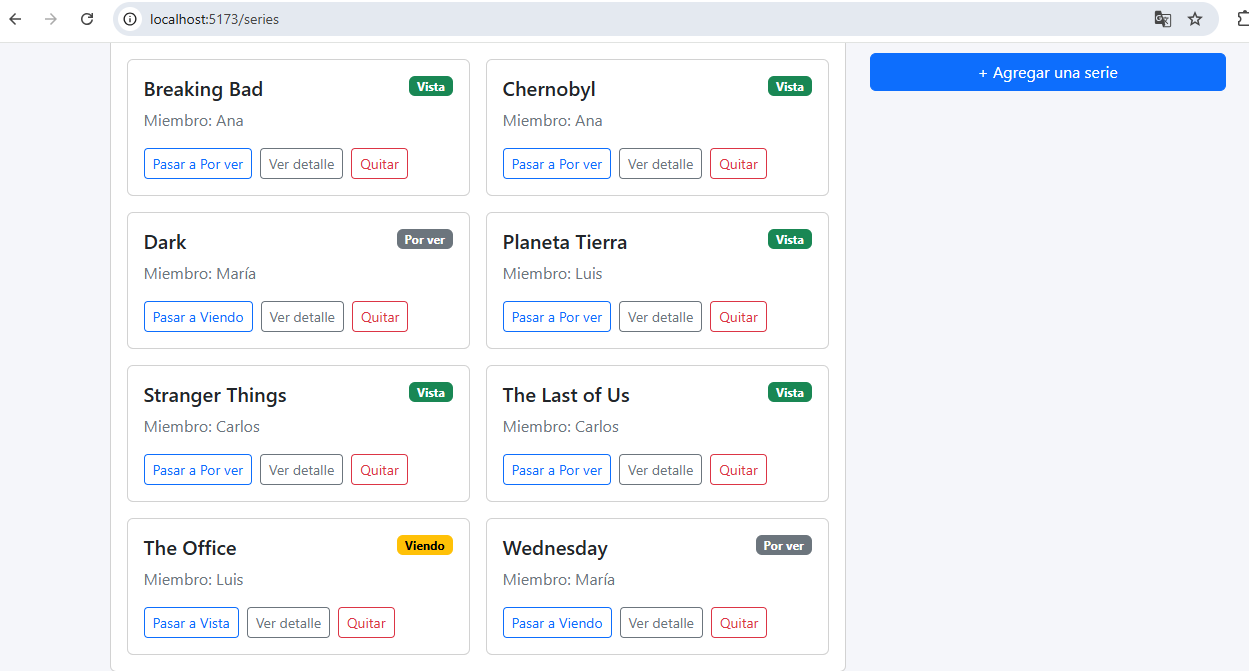 localhost:5173/series
+ Agregar una serie
Breaking Bad
Vista
Miembro: Ana
Pasar a Por ver
Ver detalle
Quitar
Chernobyl
Vista
Miembro: Ana
Pasar a Por ver
Ver detalle
Quitar
Dark
Por ver
Miembro: María
Pasar a Viendo
Ver detalle
Quitar
Planeta Tierra
Vista
Miembro: Luis
Pasar a Por ver
Ver detalle
Quitar
Stranger Things
Vista
Miembro: Carlos
Pasar a Por ver
Ver detalle
Quitar
The Last of Us
Vista
Miembro: Carlos
Pasar a Por ver
Ver detalle
Quitar
The Office
Viendo
Miembro: Luis
Pasar a Vista
Ver detalle
Quitar
Wednesday
Por ver
Miembro: María
Pasar a Viendo
Ver detalle
Quitar